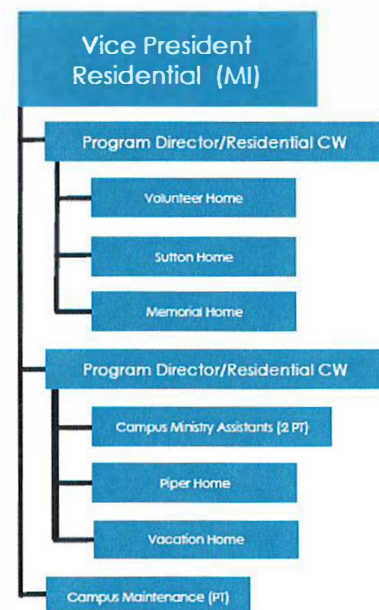 Vice President
Residential (MI)
Program Director/Residential CW
Volunteer Home
Sutton Home
Memorial Home
Program Director/Residential CW
Campus Ministry Assistants (2 PT)
Piper Home
Vacation Home
Campus Maintenance (PT)